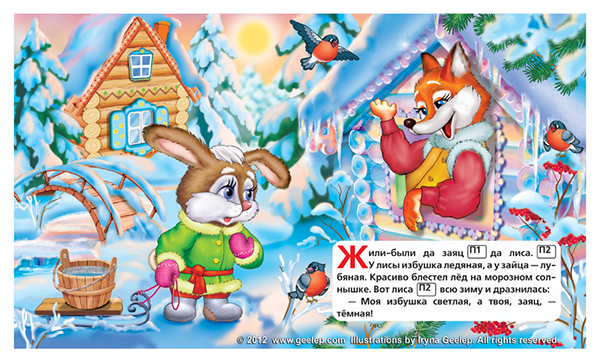 Жили-были да заяц П1 да лиса. П2
У лисы избушка ледяная, а у зайца — лу-
бяная. Красиво блестел лёд на морозном сол-
нышке. Вот лиса П2 всю зиму и дразнилась:
— Моя избушка светлая, а твоя, заяц, —
тёмная!
© 2012 www.geelep.com Illustrations by Iryna Geelep. All rights reserved.